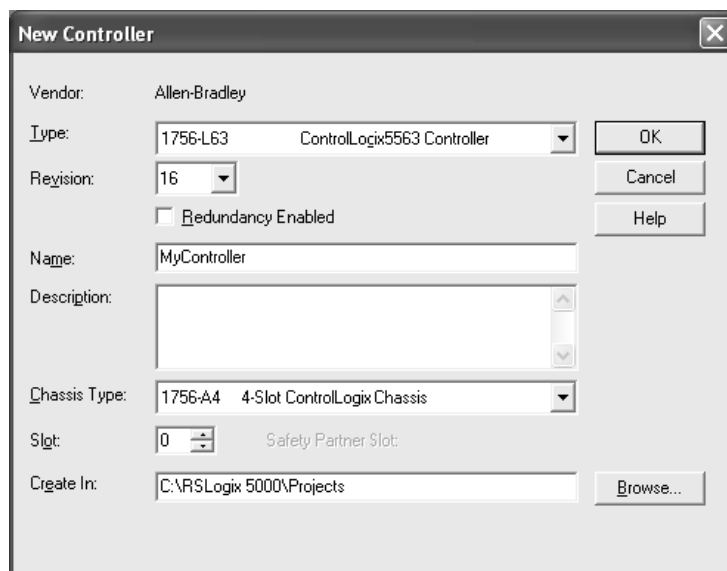 New Controller
Vendor: Allen-Bradley
Type: 1756-L63 ControlLogix5563 Controller OK
Revision: 16 Cancel
Redundancy Enabled Help
Name: MyController
Description:
Chassis Type: 1756-A4 4-Slot ControlLogix Chassis
Slot: 0 Safety Partner Slot:
Create In: C:\RSLogix 5000\Projects Browse...